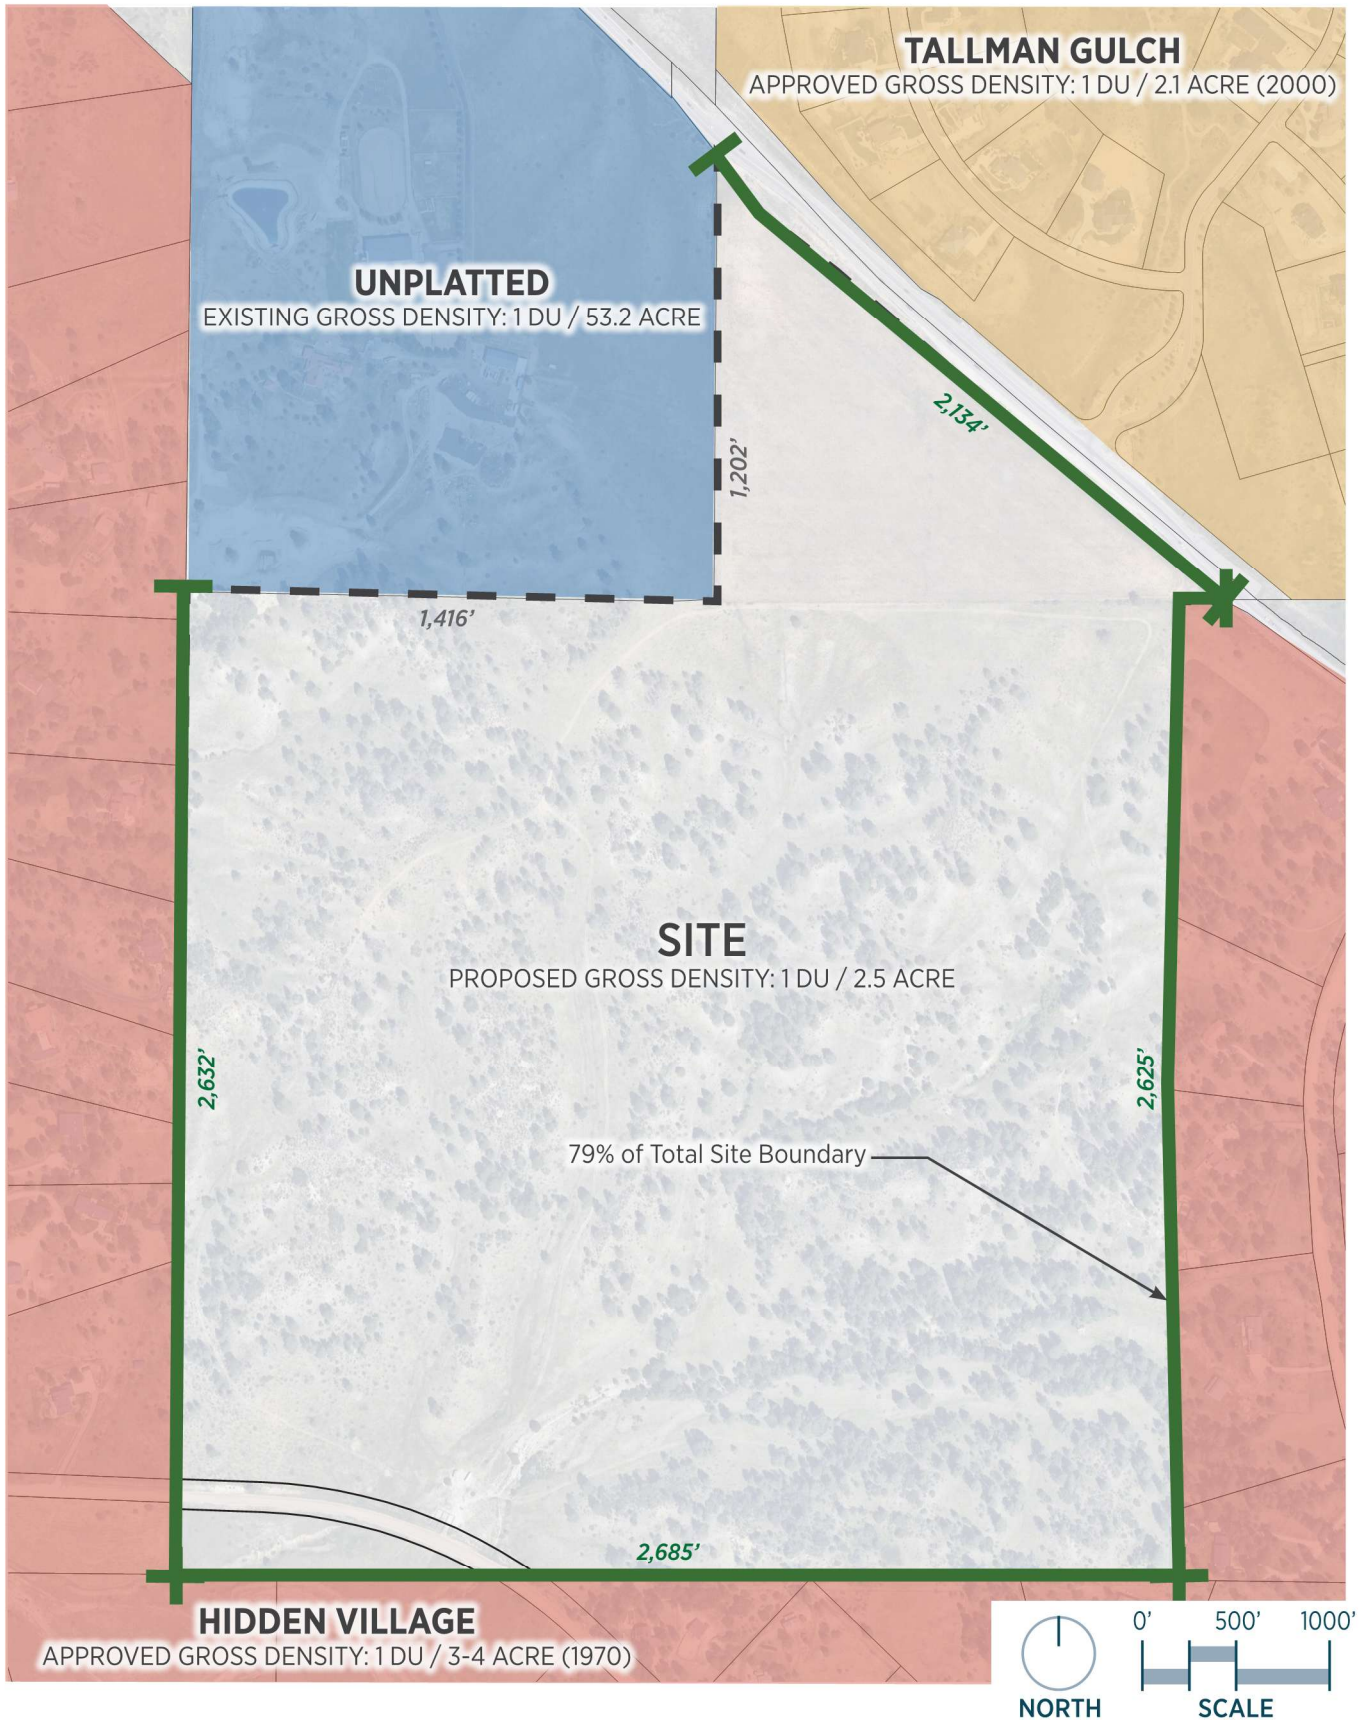 TALLMAN GULCH
APPROVED GROSS DENSITY: 1 DU / 2.1 ACRE (2000)
UNPLATTED
EXISTING GROSS DENSITY: 1 DU / 53.2 ACRE
2,134’
1,202’
1,416’
SITE
PROPOSED GROSS DENSITY: 1 DU / 2.5 ACRE
2,632’
2,625’
79% of Total Site Boundary
2,685’
HIDDEN VILLAGE
APPROVED GROSS DENSITY: 1 DU / 3-4 ACRE (1970)
0’ 500’ 1000’
NORTH SCALE